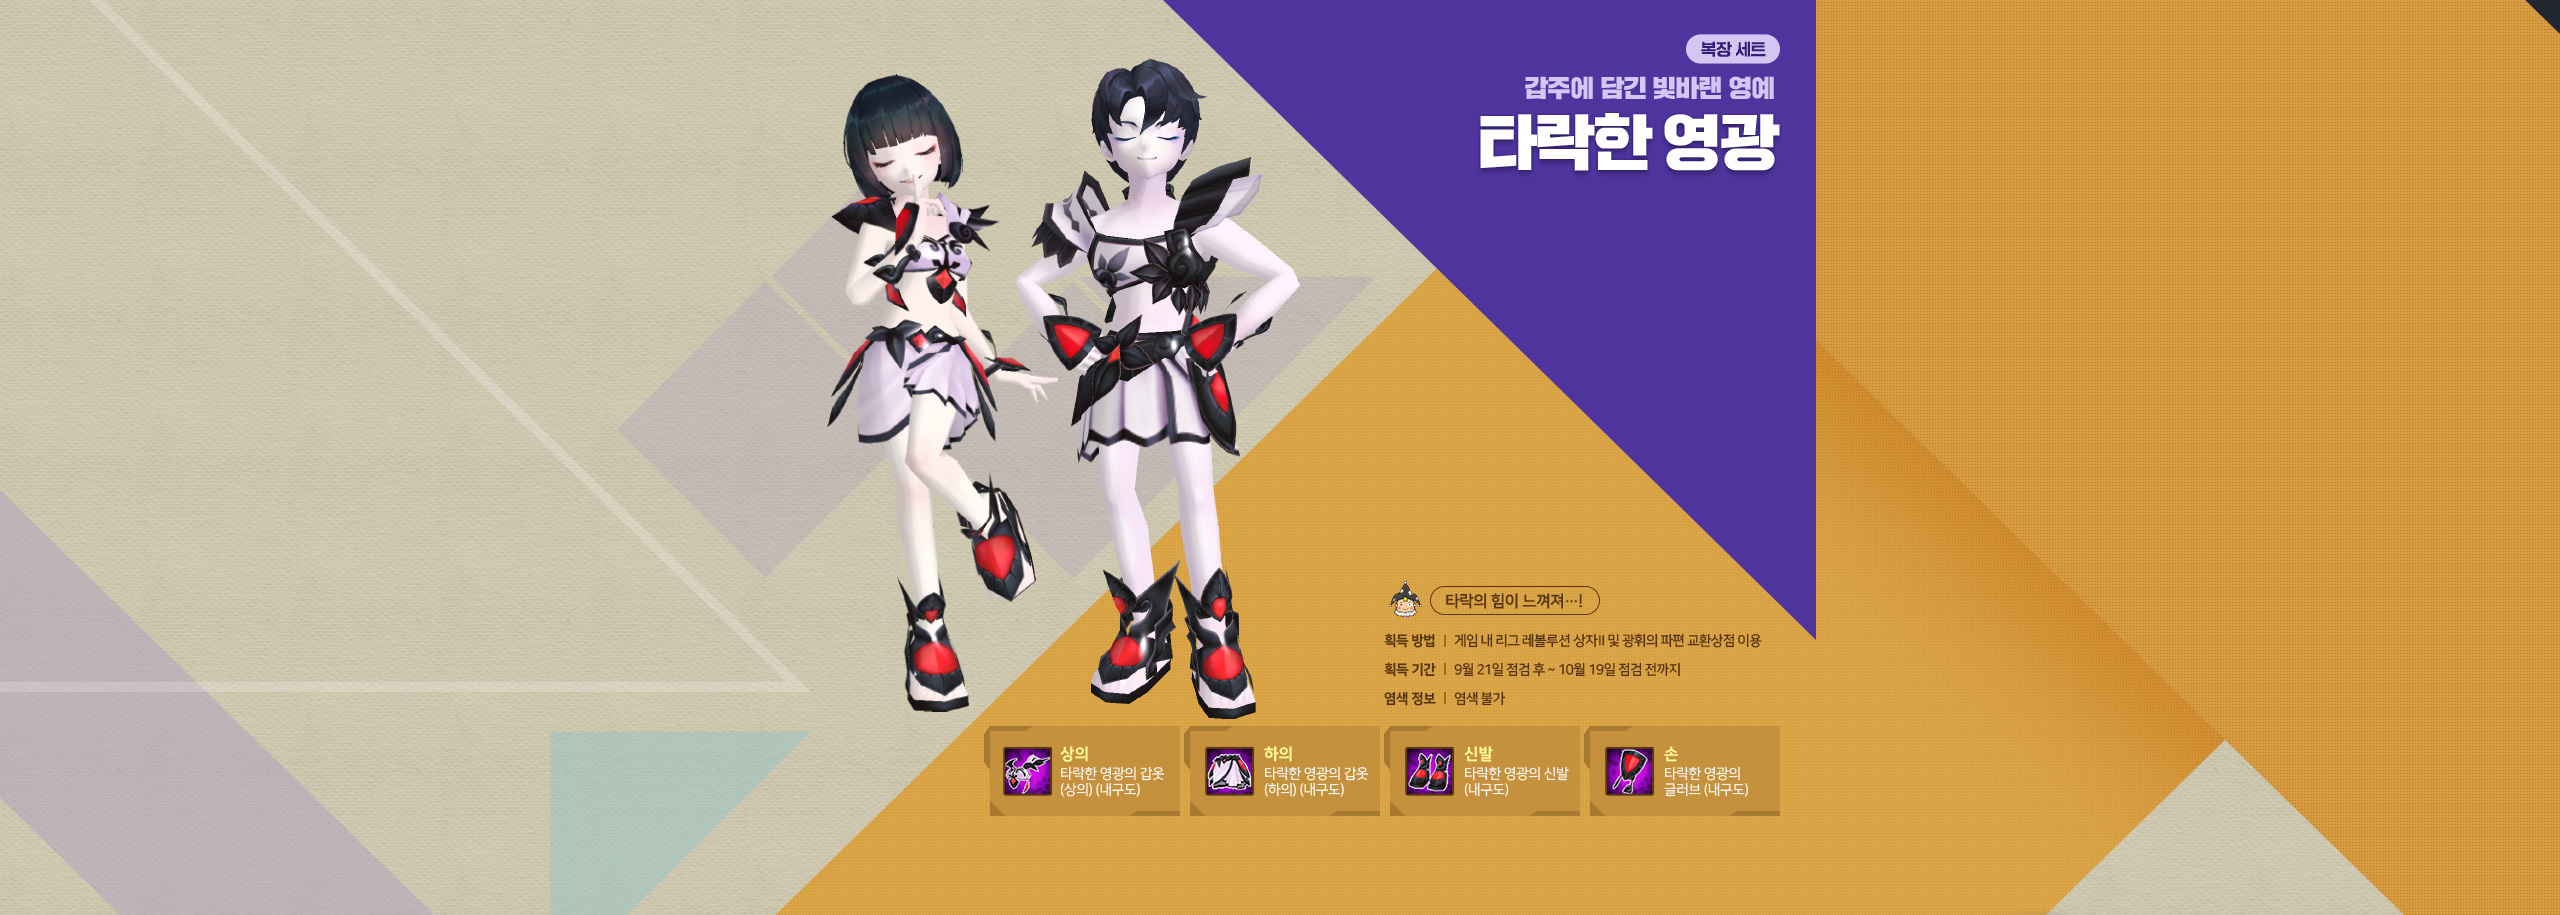 복장 세트
갑주에 담긴 빛바랜 영예
타락한 영광
타락의 힘이 느껴져…!
획득 방법 | 게임 내 리그 레볼루션 상자II 및 광휘의 파편 교환상점 이용
획득 기간 | 9월 21일 점검 후 ~ 10월 19일 점검 전까지
염색 정보 | 염색 불가
상의
타락한 영광의 갑옷
(상의) (내구도)
하의
타락한 영광의 갑옷
(하의) (내구도)
신발
타락한 영광의 신발
(내구도)
손
타락한 영광의
글러브 (내구도)